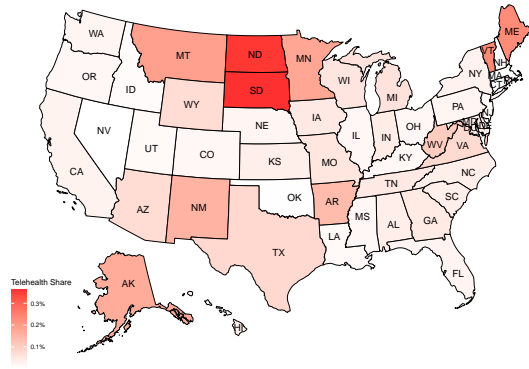 WA
ND
MT
MN
ME
VT
NH
OR
ID
SD
WI
NY
MA
CT
WY
MI
PA
IA
NE
NV
OH
IL
IN
UT
CO
WV
VA
KS
MO
KY
CA
NC
TN
OK
AR
AZ
NM
SC
MS
AL
GA
LA
TX
FL
AK
HI
Telehealth Share
0.3%
0.2%
0.1%